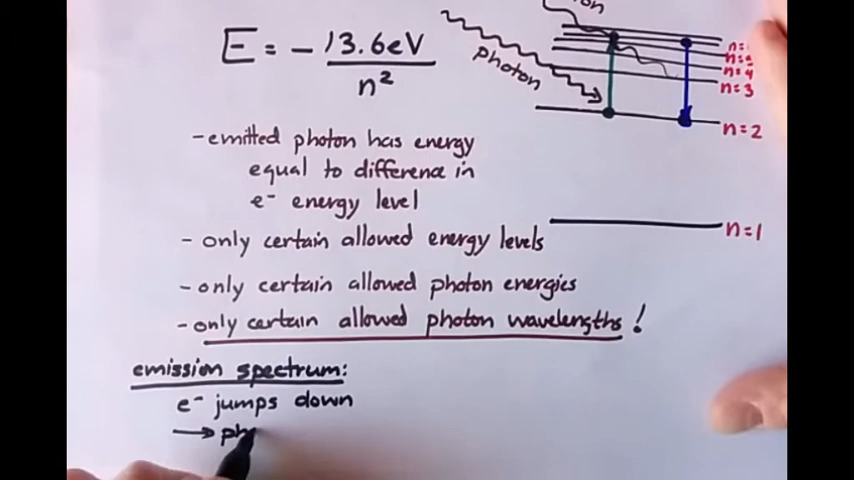 E = - 13.6eV
n²
photon
n=4
n=3
n=2
n=1
- emitted photon has energy
equal to difference in
e⁻ energy level
- only certain allowed energy levels
- only certain allowed photon energies
- only certain allowed photon wavelengths !
emission spectrum:
e⁻ jumps down
→ ph